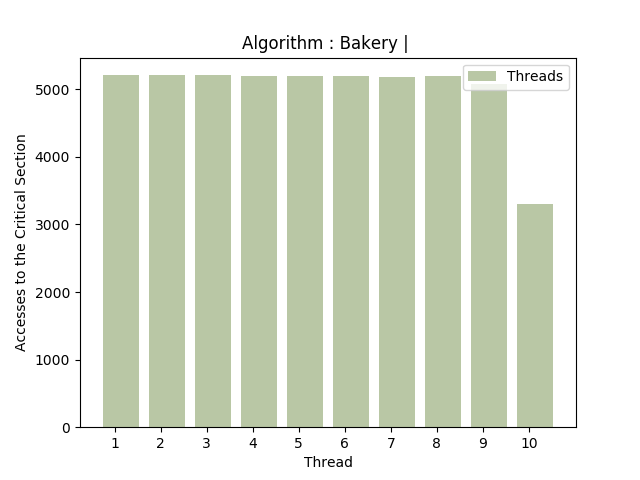 Algorithm : Bakery |
Threads
5000
4000
3000
2000
1000
0
Accesses to the Critical Section
1 2 3 4 5 6 7 8 9 10
Thread